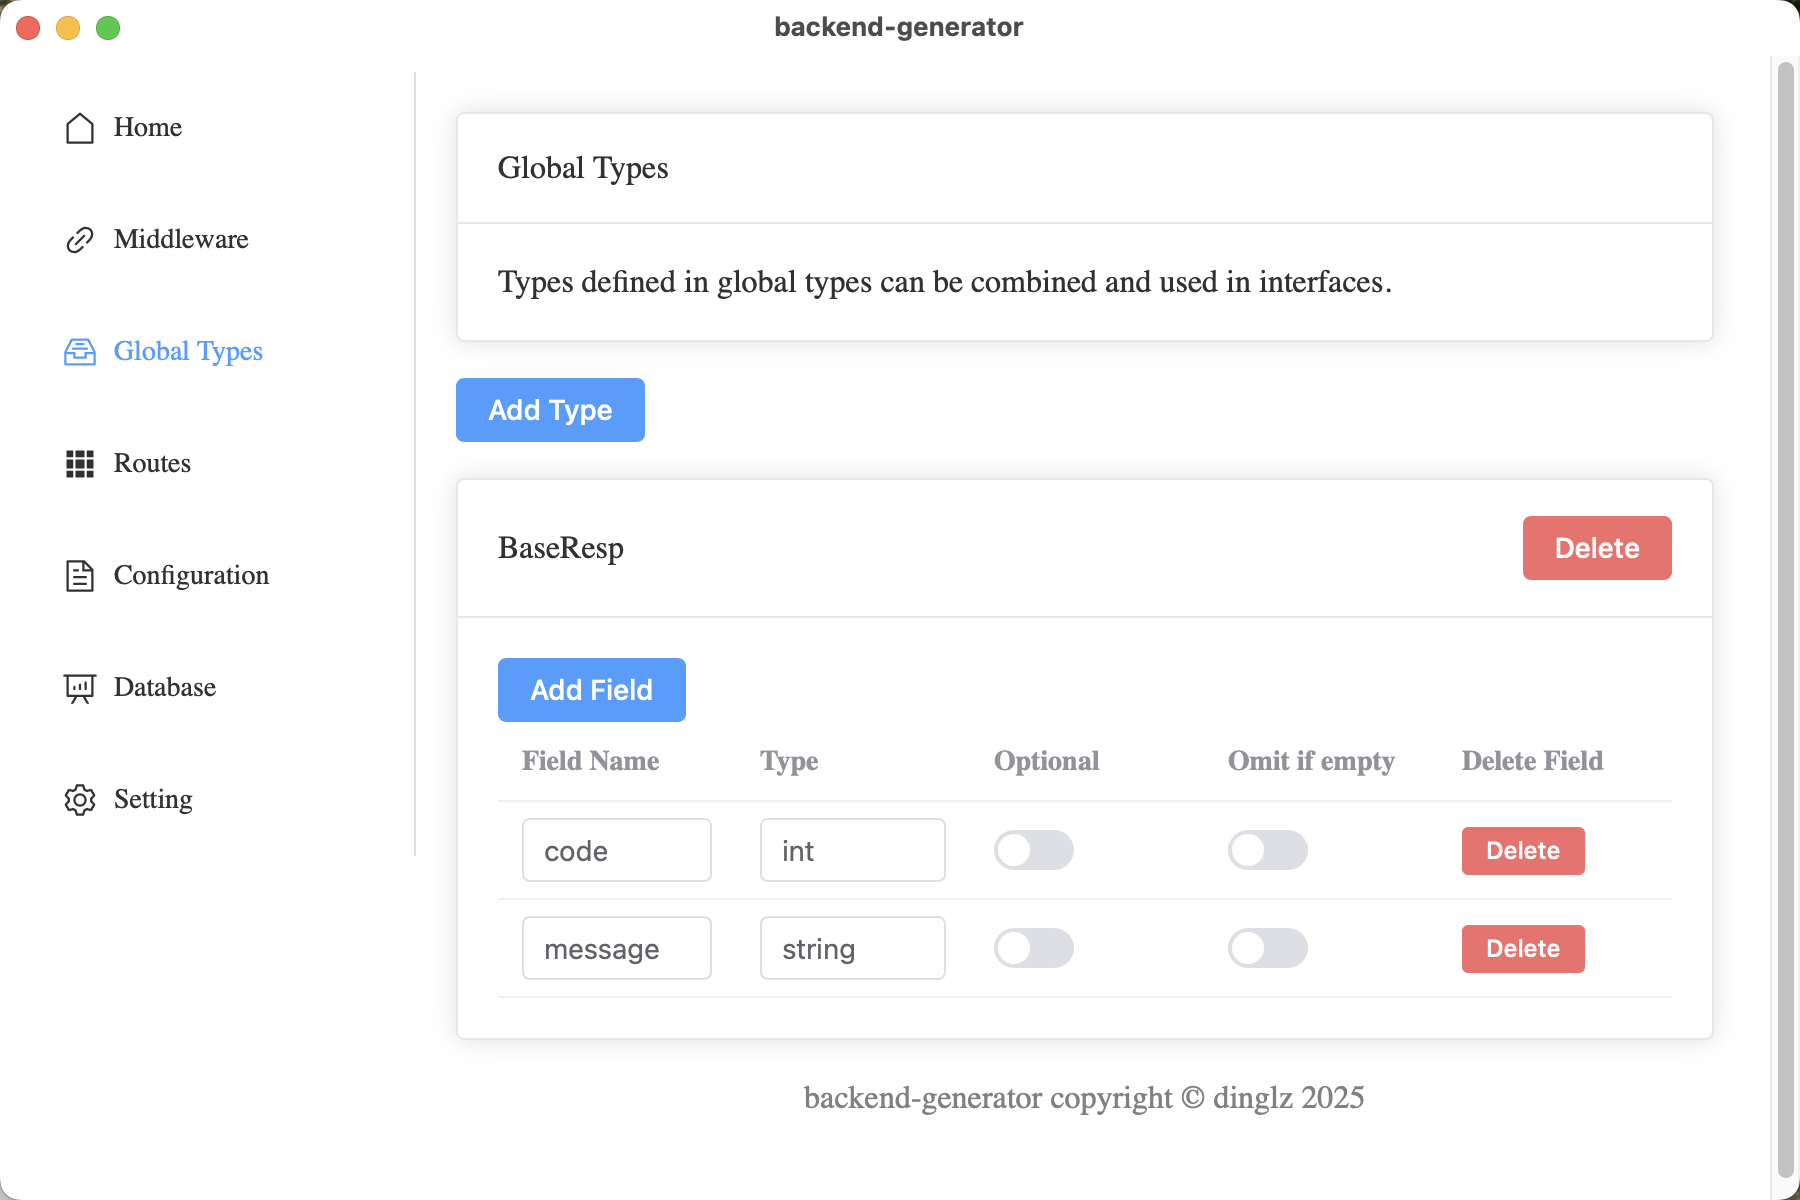 backend-generator
Home
Middleware
Global Types
Routes
Configuration
Database
Setting
Global Types
Types defined in global types can be combined and used in interfaces.
Add Type
BaseResp
Delete
Add Field
Field Name Type Optional Omit if empty Delete Field
code int Delete
message string Delete
backend-generator copyright © dinglz 2025